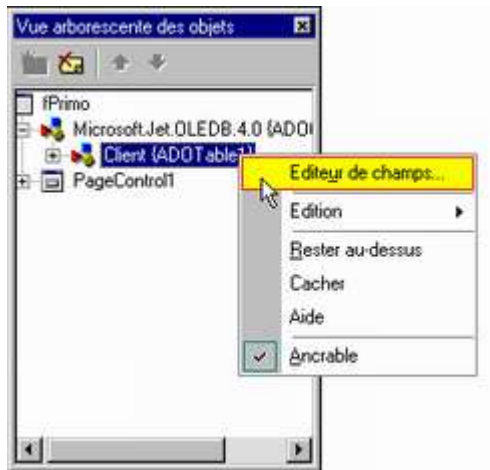 Vue arborescente des objets
fPrimo
Microsoft.Jet.OLEDB.4.0 {ADOI
Client {ADOTable1}
PageControl1
Editeur de champs...
Edition
Rester au-dessus
Cacher
Aide
Ancrable